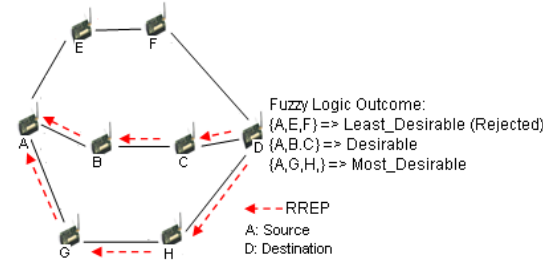 E
F
Fuzzy Logic Outcome:
{A,E,F} => Least_Desirable (Rejected)
{A,B.C} => Desirable
{A,G,H,} => Most_Desirable
A
B
C
D
RREP
A: Source
D: Destination
G
H